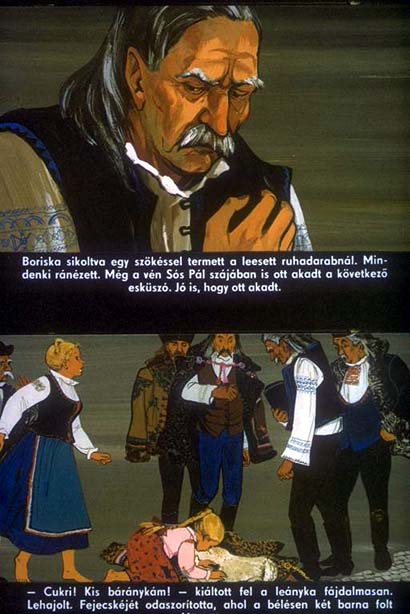 Boriska sikoltva egy szökéssel termett a leesett ruhadarabnál. Min-
denki ránézett. Még a vén Sós Pál szájában is ott akadt a következő
esküszó. Jó is, hogy ott akadt.
— Cukri! Kis báránykám! — kiáltott fel a leányka fájdalmasan.
Lehajolt. Fejecskéjét odaszorította, ahol a bélesen két barna folt